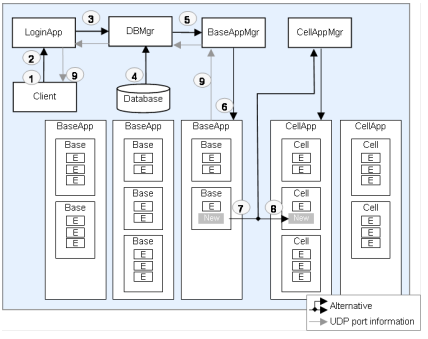 3
5
LoginApp
DBMgr
BaseAppMgr
CellAppMgr
2
9
1
4
9
6
Client
Database
BaseApp
BaseApp
BaseApp
CellApp
CellApp
Base
E
E
E
Base
E
E
E
Base
E
E
Base
E
E
Base
E
E
E
Base
E
E
Base
E
New
7
8
Cell
E
E
Cell
E
New
Cell
E
E
E
Cell
E
E
E
Cell
E
E
E
Alternative
UDP port information